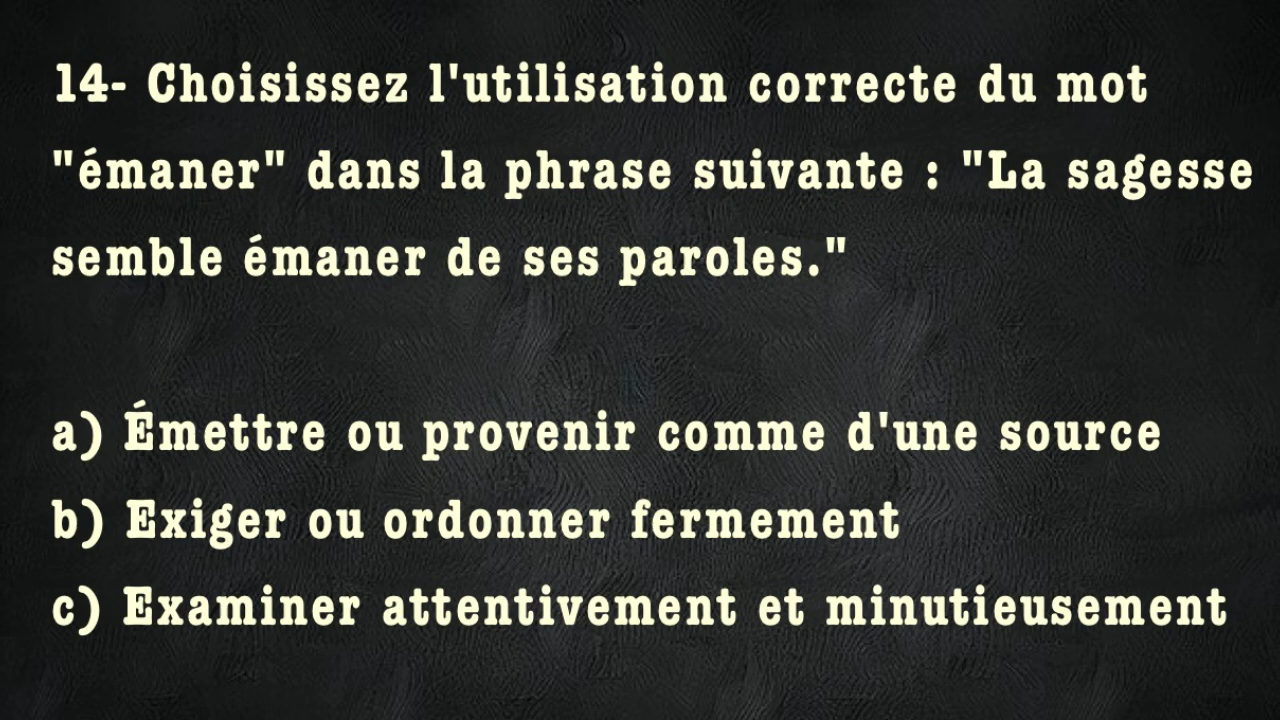 14- Choisissez l'utilisation correcte du mot
"émaner" dans la phrase suivante : "La sagesse
semble émaner de ses paroles."
a) Émettre ou provenir comme d'une source
b) Exiger ou ordonner fermement
c) Examiner attentivement et minutieusement